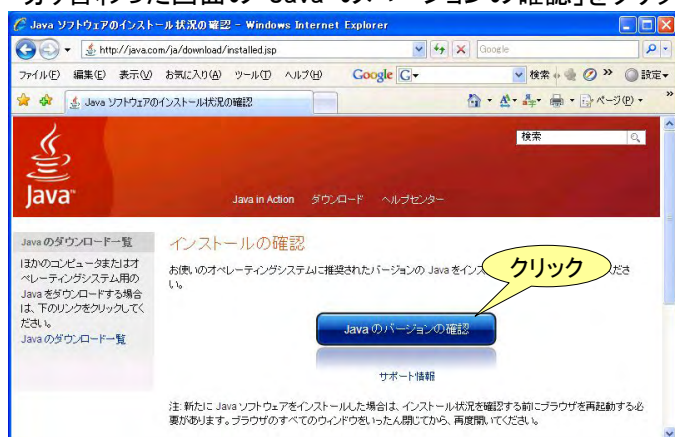 切り替わった画面の「Java のバージョンの確認」をクリック
Java ソフトウェアのインストール状況の確認 - Windows Internet Explorer
http://java.com/ja/download/installed.jsp
Google
ファイル(F) 編集(E) 表示(V) お気に入り(A) ツール(T) ヘルプ(H)
Google G
検索
設定
Java ソフトウェアのインストール状況の確認
ページ(P)
検索
Java
Java in Action ダウンロード ヘルプセンター
Java のダウンロード一覧
ほかのコンピュータまたはオ
ペレーティングシステム用の
Java をダウンロードする場合
は、下のリンクをクリックしてく
ださい。
Java のダウンロード一覧
インストールの確認
お使いのオペレーティングシステムに推奨されたバージョンの Java をインス
ださ
い。
クリック
Java のバージョンの確認
サポート情報
注: 新たに Java ソフトウェアをインストールした場合は、インストール状況を確認する前にブラウザを再起動する必
要があります。ブラウザのすべてのウィンドウをいったん閉じてから、再度開いてください。